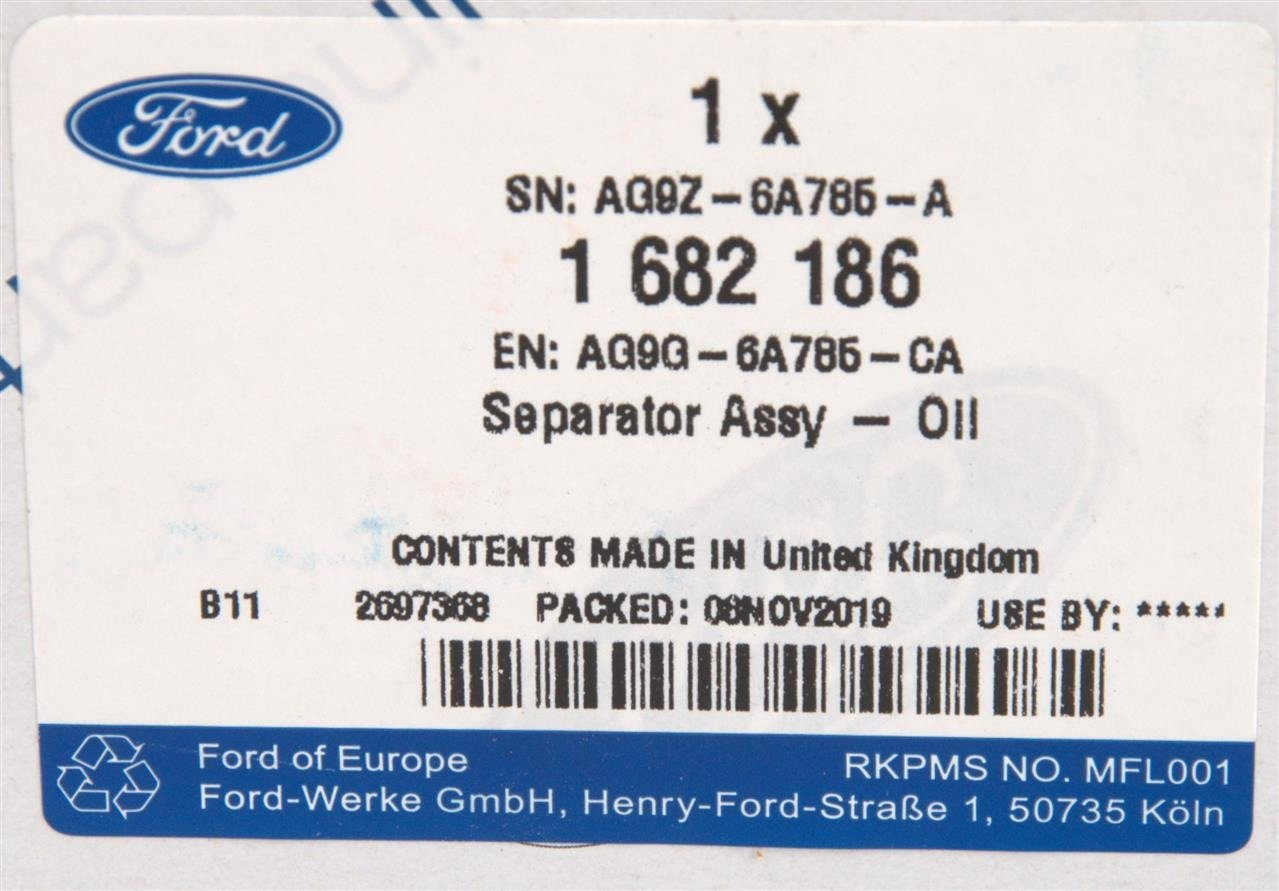 Ford
1 x
SN: AG9Z-6A785-A
1 682 186
EN: AG9G-6A785-CA
Separator Assy - Oil
CONTENTS MADE IN United Kingdom
B11 2697368 PACKED: 08NOV2019 USE BY: *****
Ford of Europe RKPMS NO. MFL001
Ford-Werke GmbH, Henry-Ford-Straße 1, 50735 Köln